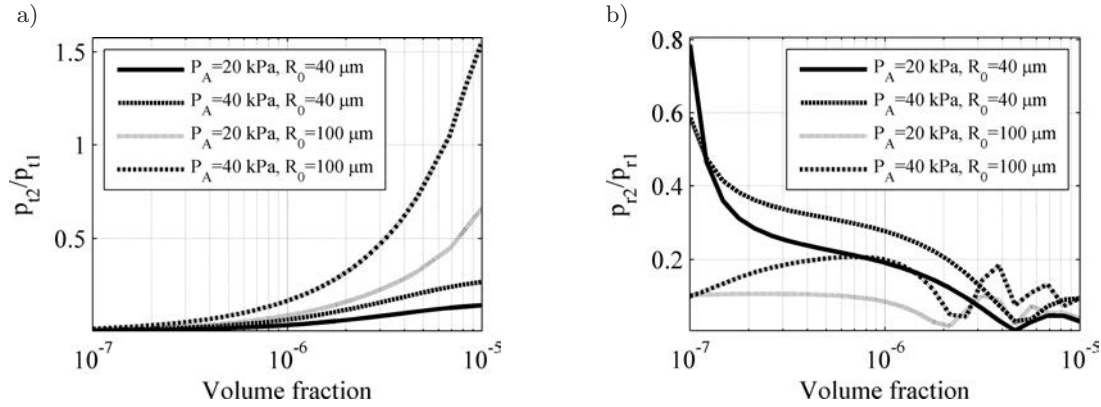 a)
1.5
1
0.5
p_t2/p_t1
P_A=20 kPa, R_0=40 μm
P_A=40 kPa, R_0=40 μm
P_A=20 kPa, R_0=100 μm
P_A=40 kPa, R_0=100 μm
10^-7
10^-6
10^-5
Volume fraction
b)
0.8
0.6
0.4
0.2
p_r2/p_r1
P_A=20 kPa, R_0=40 μm
P_A=40 kPa, R_0=40 μm
P_A=20 kPa, R_0=100 μm
P_A=40 kPa, R_0=100 μm
10^-7
10^-6
10^-5
Volume fraction